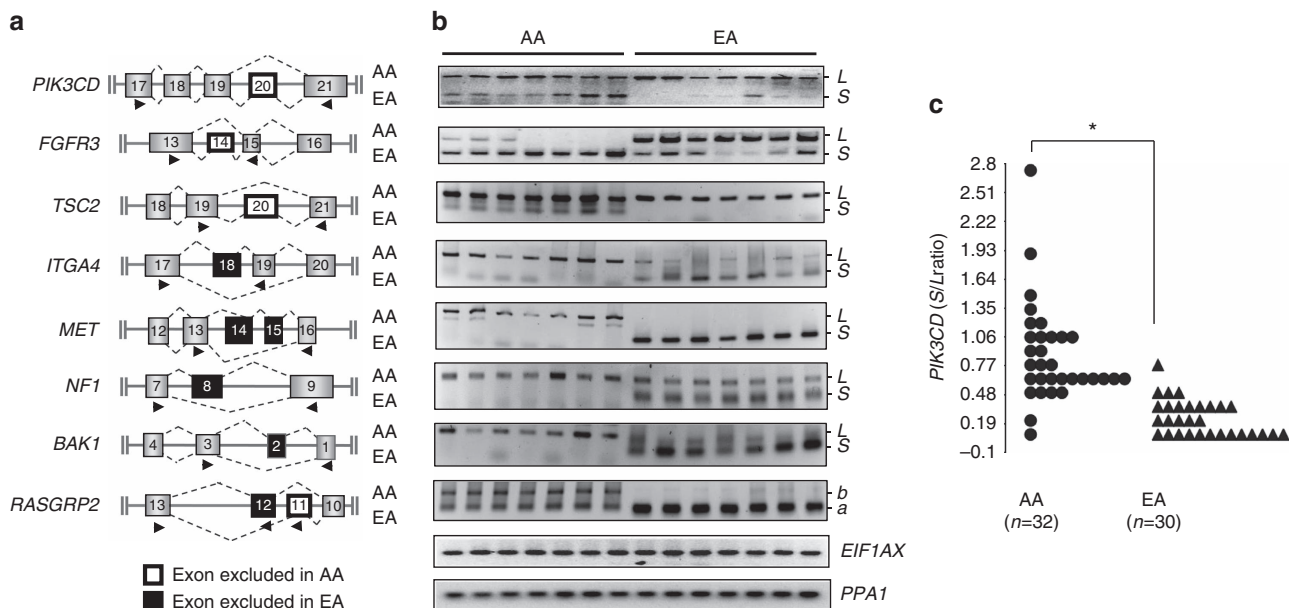 a
PIK3CD 17 18 19 20 21 AA EA
FGFR3 13 14 15 16 AA EA
TSC2 18 19 20 21 AA EA
ITGA4 17 18 19 20 AA EA
MET 12 13 14 15 16 AA EA
NF1 7 8 9 AA EA
BAK1 4 3 2 1 AA EA
RASGRP2 13 12 11 10 AA EA
Exon excluded in AA
Exon excluded in EA
b
AA EA
L
S
L
S
L
S
L
S
L
S
L
S
L
S
b
a
EIF1AX
PPA1
c
*
PIK3CD (S/Lratio)
2.8
2.51
2.22
1.93
1.64
1.35
1.06
0.77
0.48
0.19
–0.1
AA EA
(n=32) (n=30)